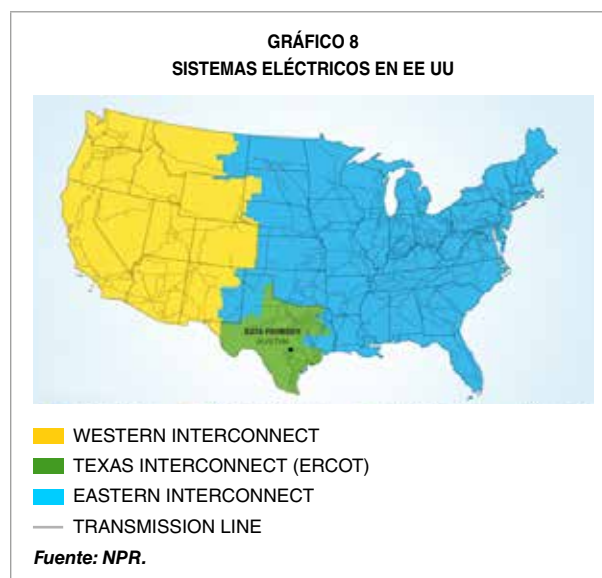 GRÁFICO 8
SISTEMAS ELÉCTRICOS EN EE UU
WESTERN INTERCONNECT
TEXAS INTERCONNECT (ERCOT)
EASTERN INTERCONNECT
TRANSMISSION LINE
Fuente: NPR.